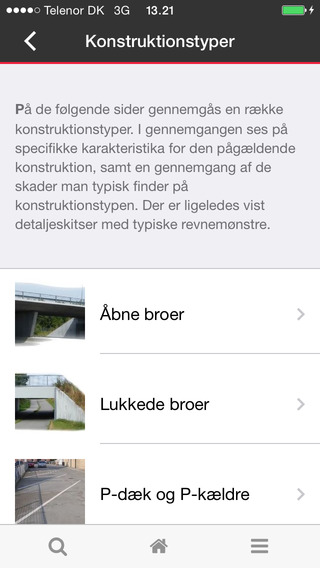 Telenor DK 3G 13.21
Konstruktionstyper
På de følgende sider gennemgås en række
konstruktionstyper. I gennemgangen ses på
specifikke karakteristika for den pågældende
konstruktion, samt en gennemgang af de
skader man typisk finder på
konstruktionstypen. Der er ligeledes vist
detaljeskitser med typiske revnemønstre.
Åbne broer
Lukkede broer
P-dæk og P-kældre